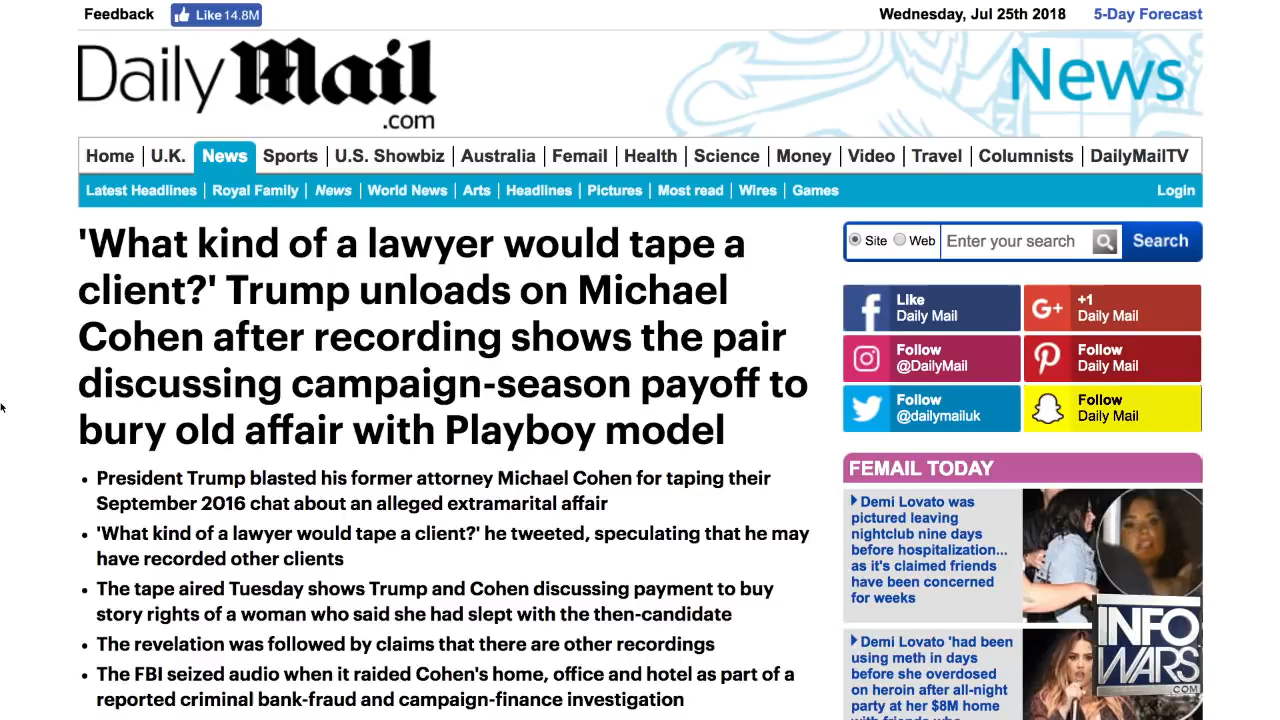 Feedback
Like 14.8M
Wednesday, Jul 25th 2018
5-Day Forecast
Daily Mail
.com
News
Home
U.K.
News
Sports
U.S. Showbiz
Australia
Femail
Health
Science
Money
Video
Travel
Columnists
DailyMailTV
Latest Headlines
Royal Family
News
World News
Arts
Headlines
Pictures
Most read
Wires
Games
Login
'What kind of a lawyer would tape a
client?' Trump unloads on Michael
Cohen after recording shows the pair
discussing campaign-season payoff to
bury old affair with Playboy model
• President Trump blasted his former attorney Michael Cohen for taping their
September 2016 chat about an alleged extramarital affair
• 'What kind of a lawyer would tape a client?' he tweeted, speculating that he may
have recorded other clients
• The tape aired Tuesday shows Trump and Cohen discussing payment to buy
story rights of a woman who said she had slept with the then-candidate
• The revelation was followed by claims that there are other recordings
• The FBI seized audio when it raided Cohen's home, office and hotel as part of a
reported criminal bank-fraud and campaign-finance investigation
Site
Web
Enter your search
Search
Like
Daily Mail
G+
+1
Daily Mail
Follow
@DailyMail
Follow
Daily Mail
Follow
@dailymailuk
Follow
Daily Mail
FEMAIL TODAY
Demi Lovato was
pictured leaving
nightclub nine days
before hospitalization...
as it's claimed friends
have been concerned
for weeks
Demi Lovato 'had been
using meth in days
before she overdosed
on heroin after all-night
party at her $8M home
with friends who
INFO
WARS
.COM